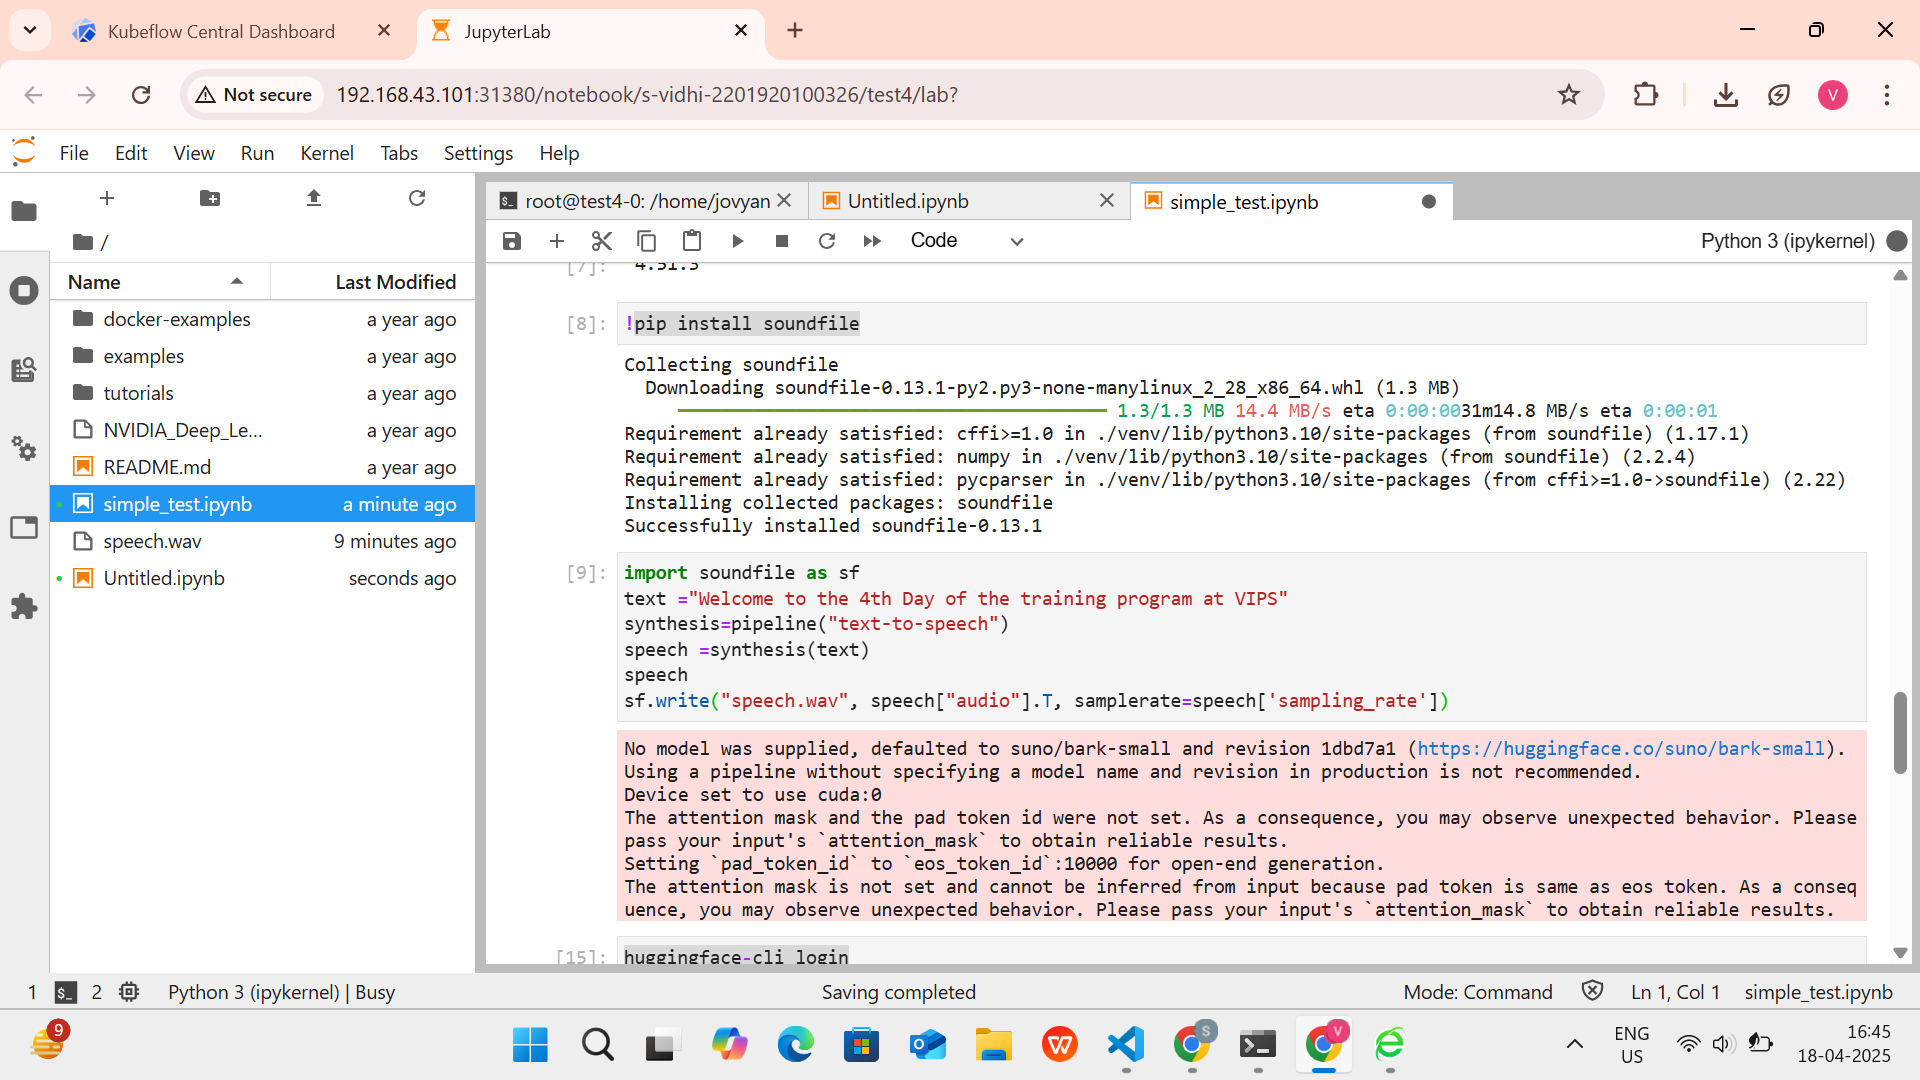 Kubeflow Central Dashboard
JupyterLab
Not secure
192.168.43.101:31380/notebook/s-vidhi-2201920100326/test4/lab?
V
File Edit View Run Kernel Tabs Settings Help
root@test4-0: /home/jovyan
Untitled.ipynb
simple_test.ipynb
/
Code
Python 3 (ipykernel)
Name
Last Modified
docker-examples a year ago
examples a year ago
tutorials a year ago
NVIDIA_Deep_Le... a year ago
README.md a year ago
simple_test.ipynb a minute ago
speech.wav 9 minutes ago
Untitled.ipynb seconds ago
[7]: 4.51.3
[8]: !pip install soundfile
Collecting soundfile
Downloading soundfile-0.13.1-py2.py3-none-manylinux_2_28_x86_64.whl (1.3 MB)
1.3/1.3 MB 14.4 MB/s eta 0:00:0031m14.8 MB/s eta 0:00:01
Requirement already satisfied: cffi>=1.0 in ./venv/lib/python3.10/site-packages (from soundfile) (1.17.1)
Requirement already satisfied: numpy in ./venv/lib/python3.10/site-packages (from soundfile) (2.2.4)
Requirement already satisfied: pycparser in ./venv/lib/python3.10/site-packages (from cffi>=1.0->soundfile) (2.22)
Installing collected packages: soundfile
Successfully installed soundfile-0.13.1
[9]: import soundfile as sf
text ="Welcome to the 4th Day of the training program at VIPS"
synthesis=pipeline("text-to-speech")
speech =synthesis(text)
speech
sf.write("speech.wav", speech["audio"].T, samplerate=speech['sampling_rate'])
No model was supplied, defaulted to suno/bark-small and revision 1dbd7a1 (https://huggingface.co/suno/bark-small).
Using a pipeline without specifying a model name and revision in production is not recommended.
Device set to use cuda:0
The attention mask and the pad token id were not set. As a consequence, you may observe unexpected behavior. Please
pass your input's `attention_mask` to obtain reliable results.
Setting `pad_token_id` to `eos_token_id`:10000 for open-end generation.
The attention mask is not set and cannot be inferred from input because pad token is same as eos token. As a conseq
uence, you may observe unexpected behavior. Please pass your input's `attention_mask` to obtain reliable results.
[15]: huggingface-cli login
1 $_ 2 Python 3 (ipykernel) | Busy
Saving completed
Mode: Command
Ln 1, Col 1
simple_test.ipynb
9
S
V
ENG
US
16:45
18-04-2025